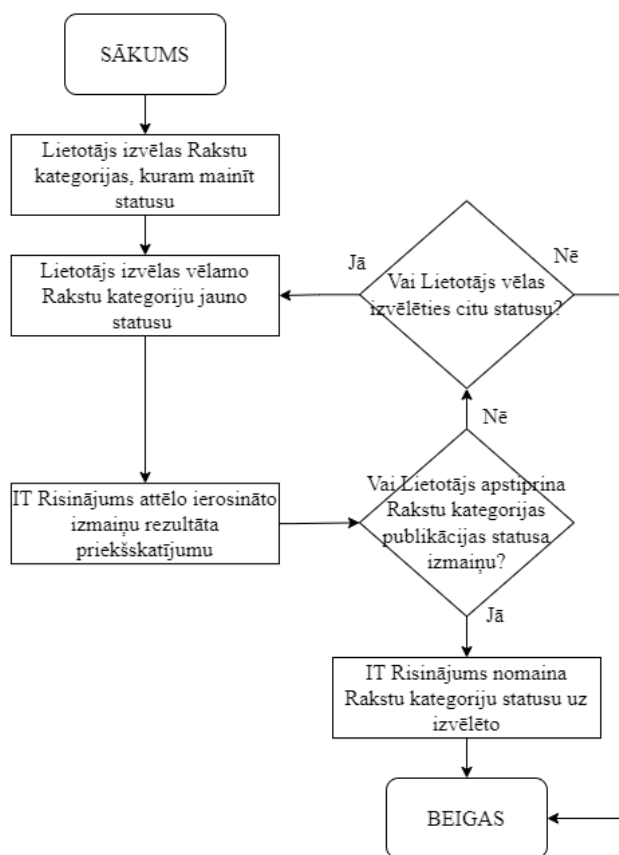 SĀKUMS
Lietotājs izvēlas Rakstu
kategorijas, kuram mainīt
statusu
Lietotājs izvēlas vēlamo
Rakstu kategoriju jauno
statusu
Jā
Nē
Vai Lietotājs vēlas
izvēlēties citu statusu?
Nē
IT Risinājums attēlo ierosināto
izmaiņu rezultāta
priekšskatījumu
Vai Lietotājs apstiprina
Rakstu kategorijas
publikācijas statusa
izmaiņu?
Jā
IT Risinājums nomaina
Rakstu kategoriju statusu uz
izvēlēto
BEIGAS